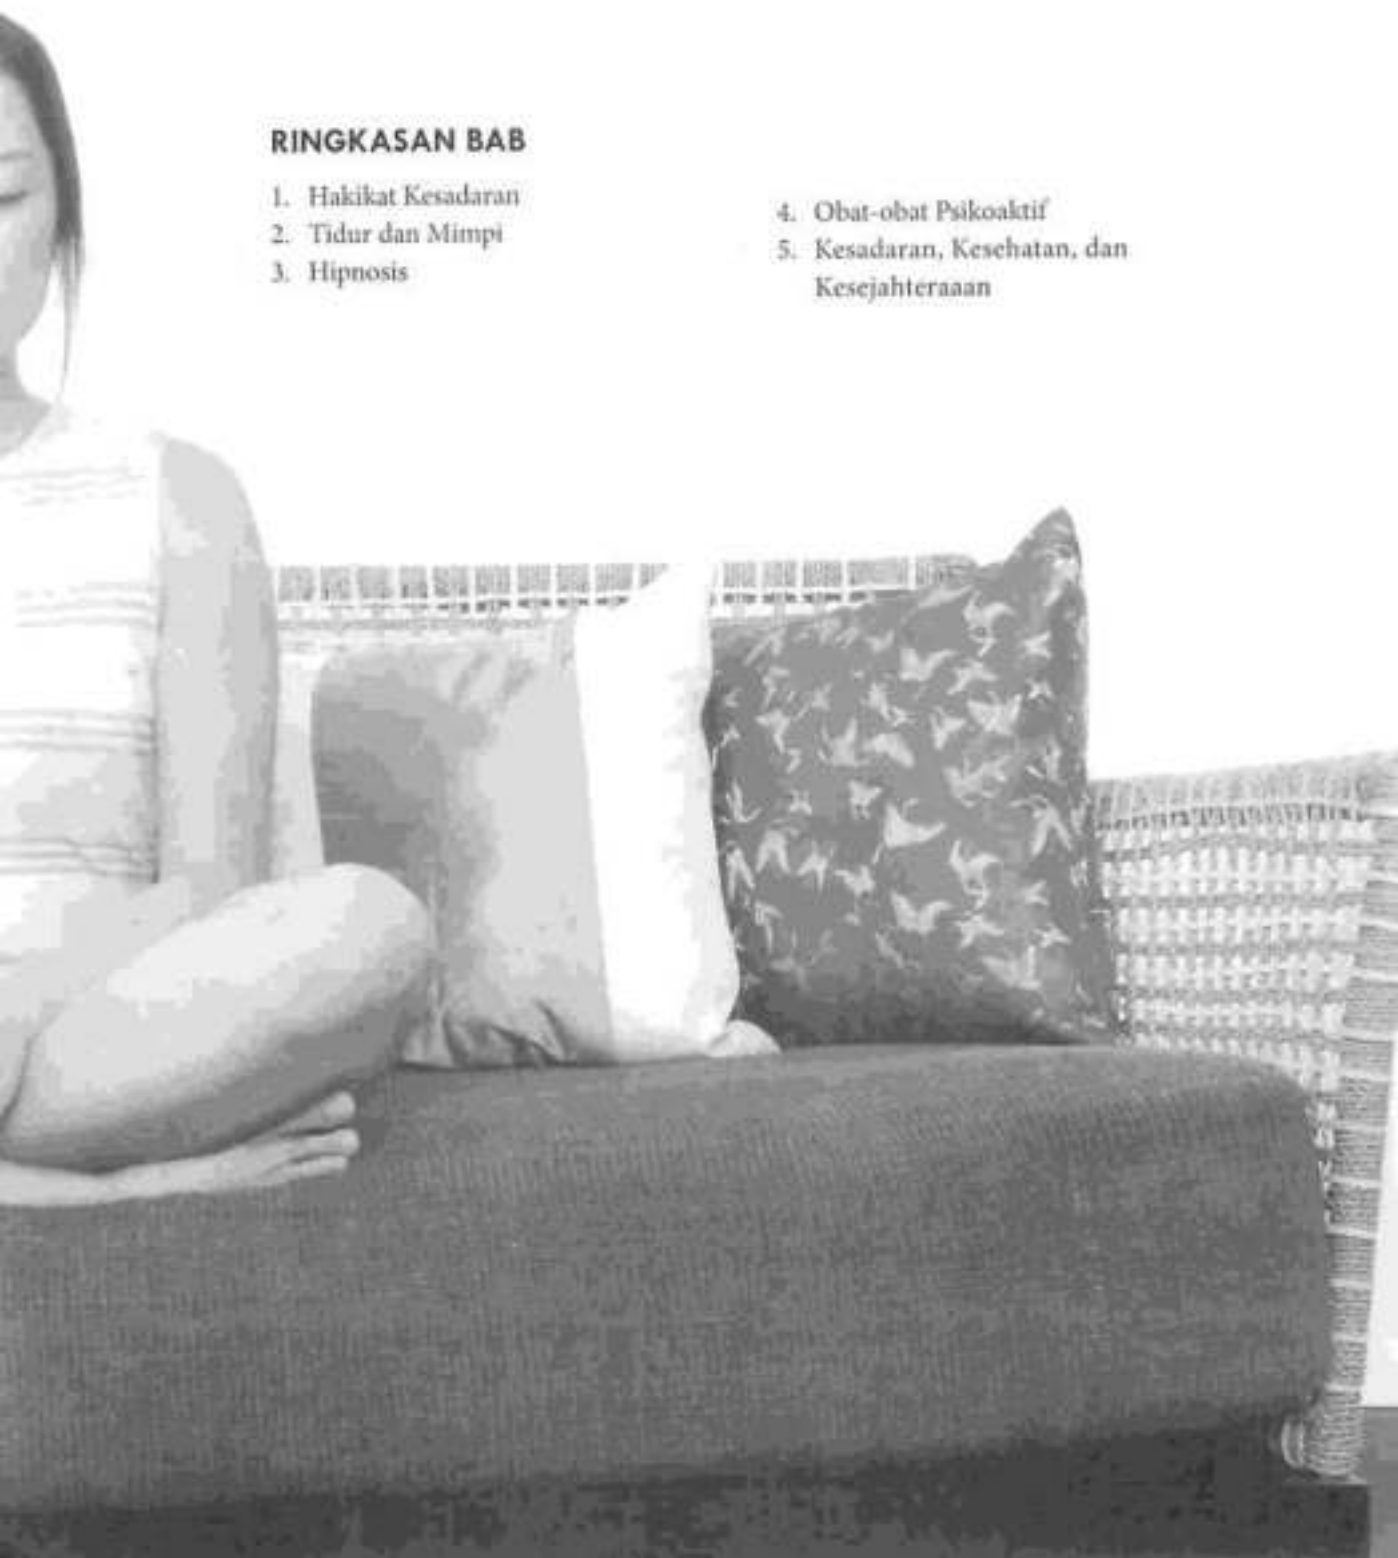 RINGKASAN BAB
1. Hakikat Kesadaran
2. Tidur dan Mimpi
3. Hipnosis
4. Obat-obat Psikoaktif
5. Kesadaran, Kesehatan, dan
Kesejahteraaan